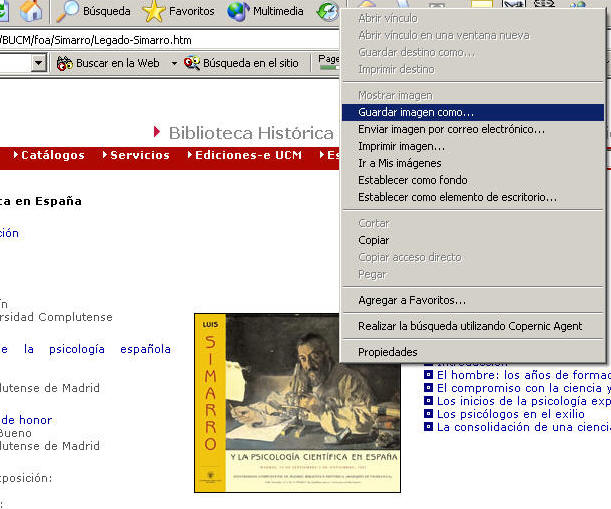 Búsqueda
Favoritos
Multimedia
/BUCM/foa/Simarro/Legado-Simarro.htm
Buscar en la Web
Búsqueda en el sitio
Page
Biblioteca Histórica
Catálogos
Servicios
Ediciones-e UCM
Es
Abrir vínculo
Abrir vínculo en una ventana nueva
Guardar destino como...
Imprimir destino
Mostrar imagen
Guardar imagen como...
Enviar imagen por correo electrónico...
Imprimir imagen...
Ir a Mis imágenes
Establecer como fondo
Establecer como elemento de escritorio...
Cortar
Copiar
Copiar acceso directo
Pegar
Agregar a Favoritos...
Realizar la búsqueda utilizando Copernic Agent
Propiedades
ca en España
ción
ín
rsidad Complutense
e la psicología española
lutense de Madrid
de honor
Bueno
lutense de Madrid
xposición:
:
LUIS
SIMARRO
Y LA PSICOLOGÍA CIENTÍFICA EN ESPAÑA
El hombre: los años de formac
El compromiso con la ciencia y
Los inicios de la psicología exp
Los psicólogos en el exilio
La consolidación de una cienci